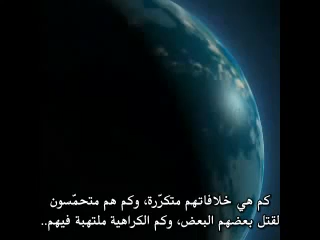 كم هي خلافاتهم متكرّرة، وكم هم متحمّسون
لقتل بعضهم البعض، وكم الكراهية ملتهبة فيهم..